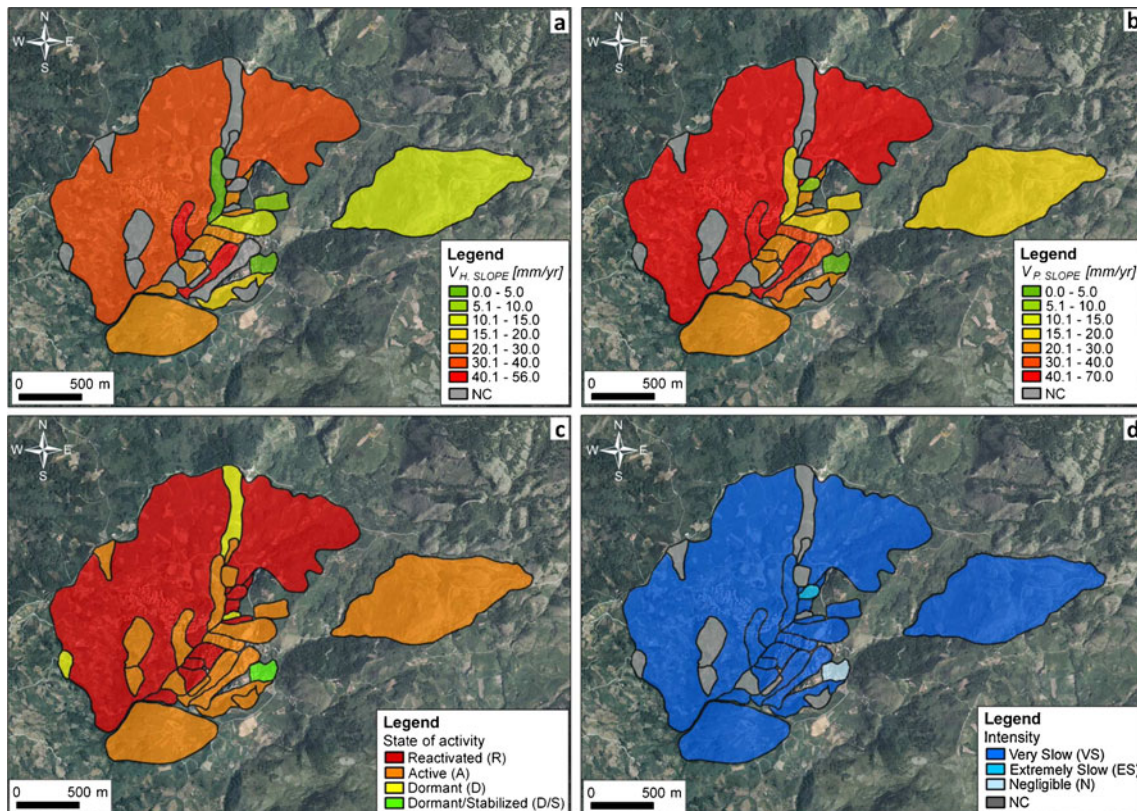 a
N
W E
S
Legend
V H. SLOPE [mm/yr]
0.0 - 5.0
5.1 - 10.0
10.1 - 15.0
15.1 - 20.0
20.1 - 30.0
30.1 - 40.0
40.1 - 56.0
NC
0 500 m
b
N
W E
S
Legend
V P SLOPE [mm/yr]
0.0 - 5.0
5.1 - 10.0
10.1 - 15.0
15.1 - 20.0
20.1 - 30.0
30.1 - 40.0
40.1 - 70.0
NC
0 500 m
c
N
W E
S
Legend
State of activity
Reactivated (R)
Active (A)
Dormant (D)
Dormant/Stabilized (D/S)
0 500 m
d
N
W E
S
Legend
Intensity
Very Slow (VS)
Extremely Slow (ES)
Negligible (N)
NC
0 500 m